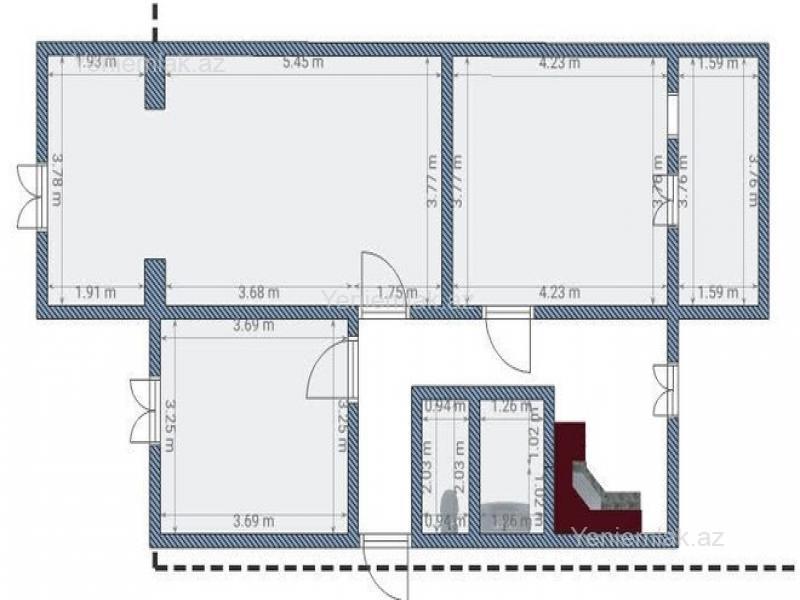 Yeniemlak.az
1.93 m
5.45 m
4.23 m
1.59 m
3.78 m
3.77 m
3.77 m
3.76 m
3.76 m
3.76 m
1.91 m
3.68 m
1.75 m
4.23 m
1.59 m
Yeniemlak.az
3.69 m
3.25 m
3.25 m
0.94 m
1.26 m
1.02 m
2.03 m
2.03 m
1.02 m
3.69 m
0.94 m
1.26 m
Yeniemlak.az